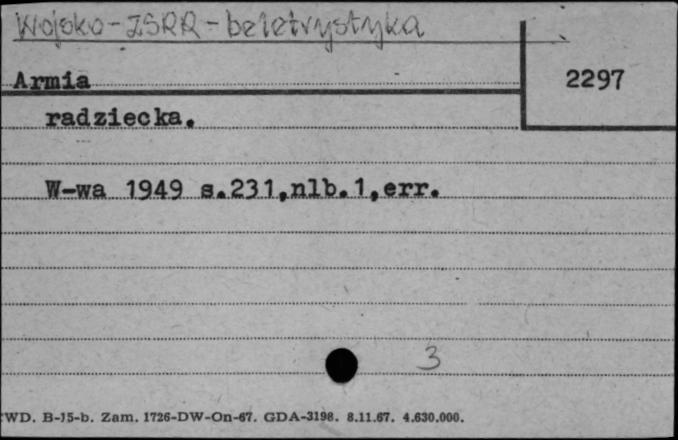 Wojsko-ZSRR-beletrystyka
2297
Armia
radziecka.
W-wa 1949 s.231,nlb.1,err.
3
WD. B-15-b. Zam. 1726-DW-On-67. GDA-3198. 8.11.67. 4.630.000.